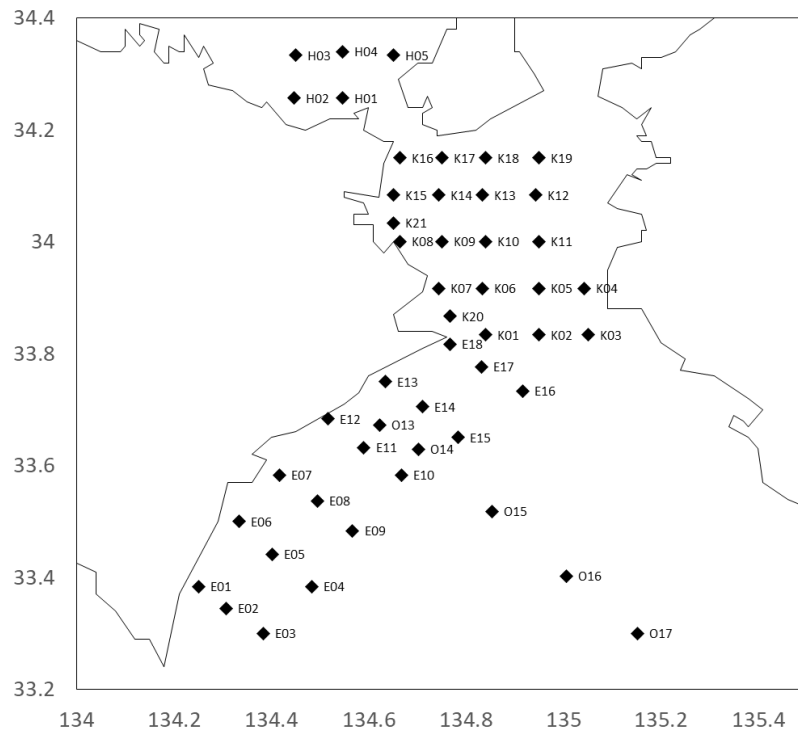 34.4
H03 H04 H05
H02 H01
34.2
K16 K17 K18 K19
K15 K14 K13 K12
K21
34 K08 K09 K10 K11
K07 K06 K05 K04
K20
33.8 K01 K02 K03
E18
E17
E13 E16
E14
E12 O13
E15
E11 O14
33.6
E07 E10
E08
O15
E06
E09
E05
33.4 O16
E01 E04
E02
E03 O17
33.2
134 134.2 134.4 134.6 134.8 135 135.2 135.4